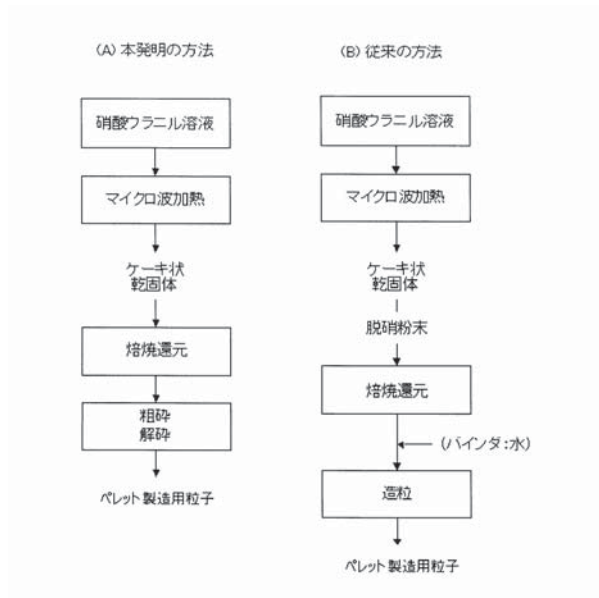 (A) 本発明の方法
硝酸ウラニル溶液
マイクロ波加熱
ケーキ状
乾固体
焙焼還元
粗砕
解砕
ペレット製造用粒子
(B) 従来の方法
硝酸ウラニル溶液
マイクロ波加熱
ケーキ状
乾固体
脱硝粉末
焙焼還元
(バインダ:水)
造粒
ペレット製造用粒子